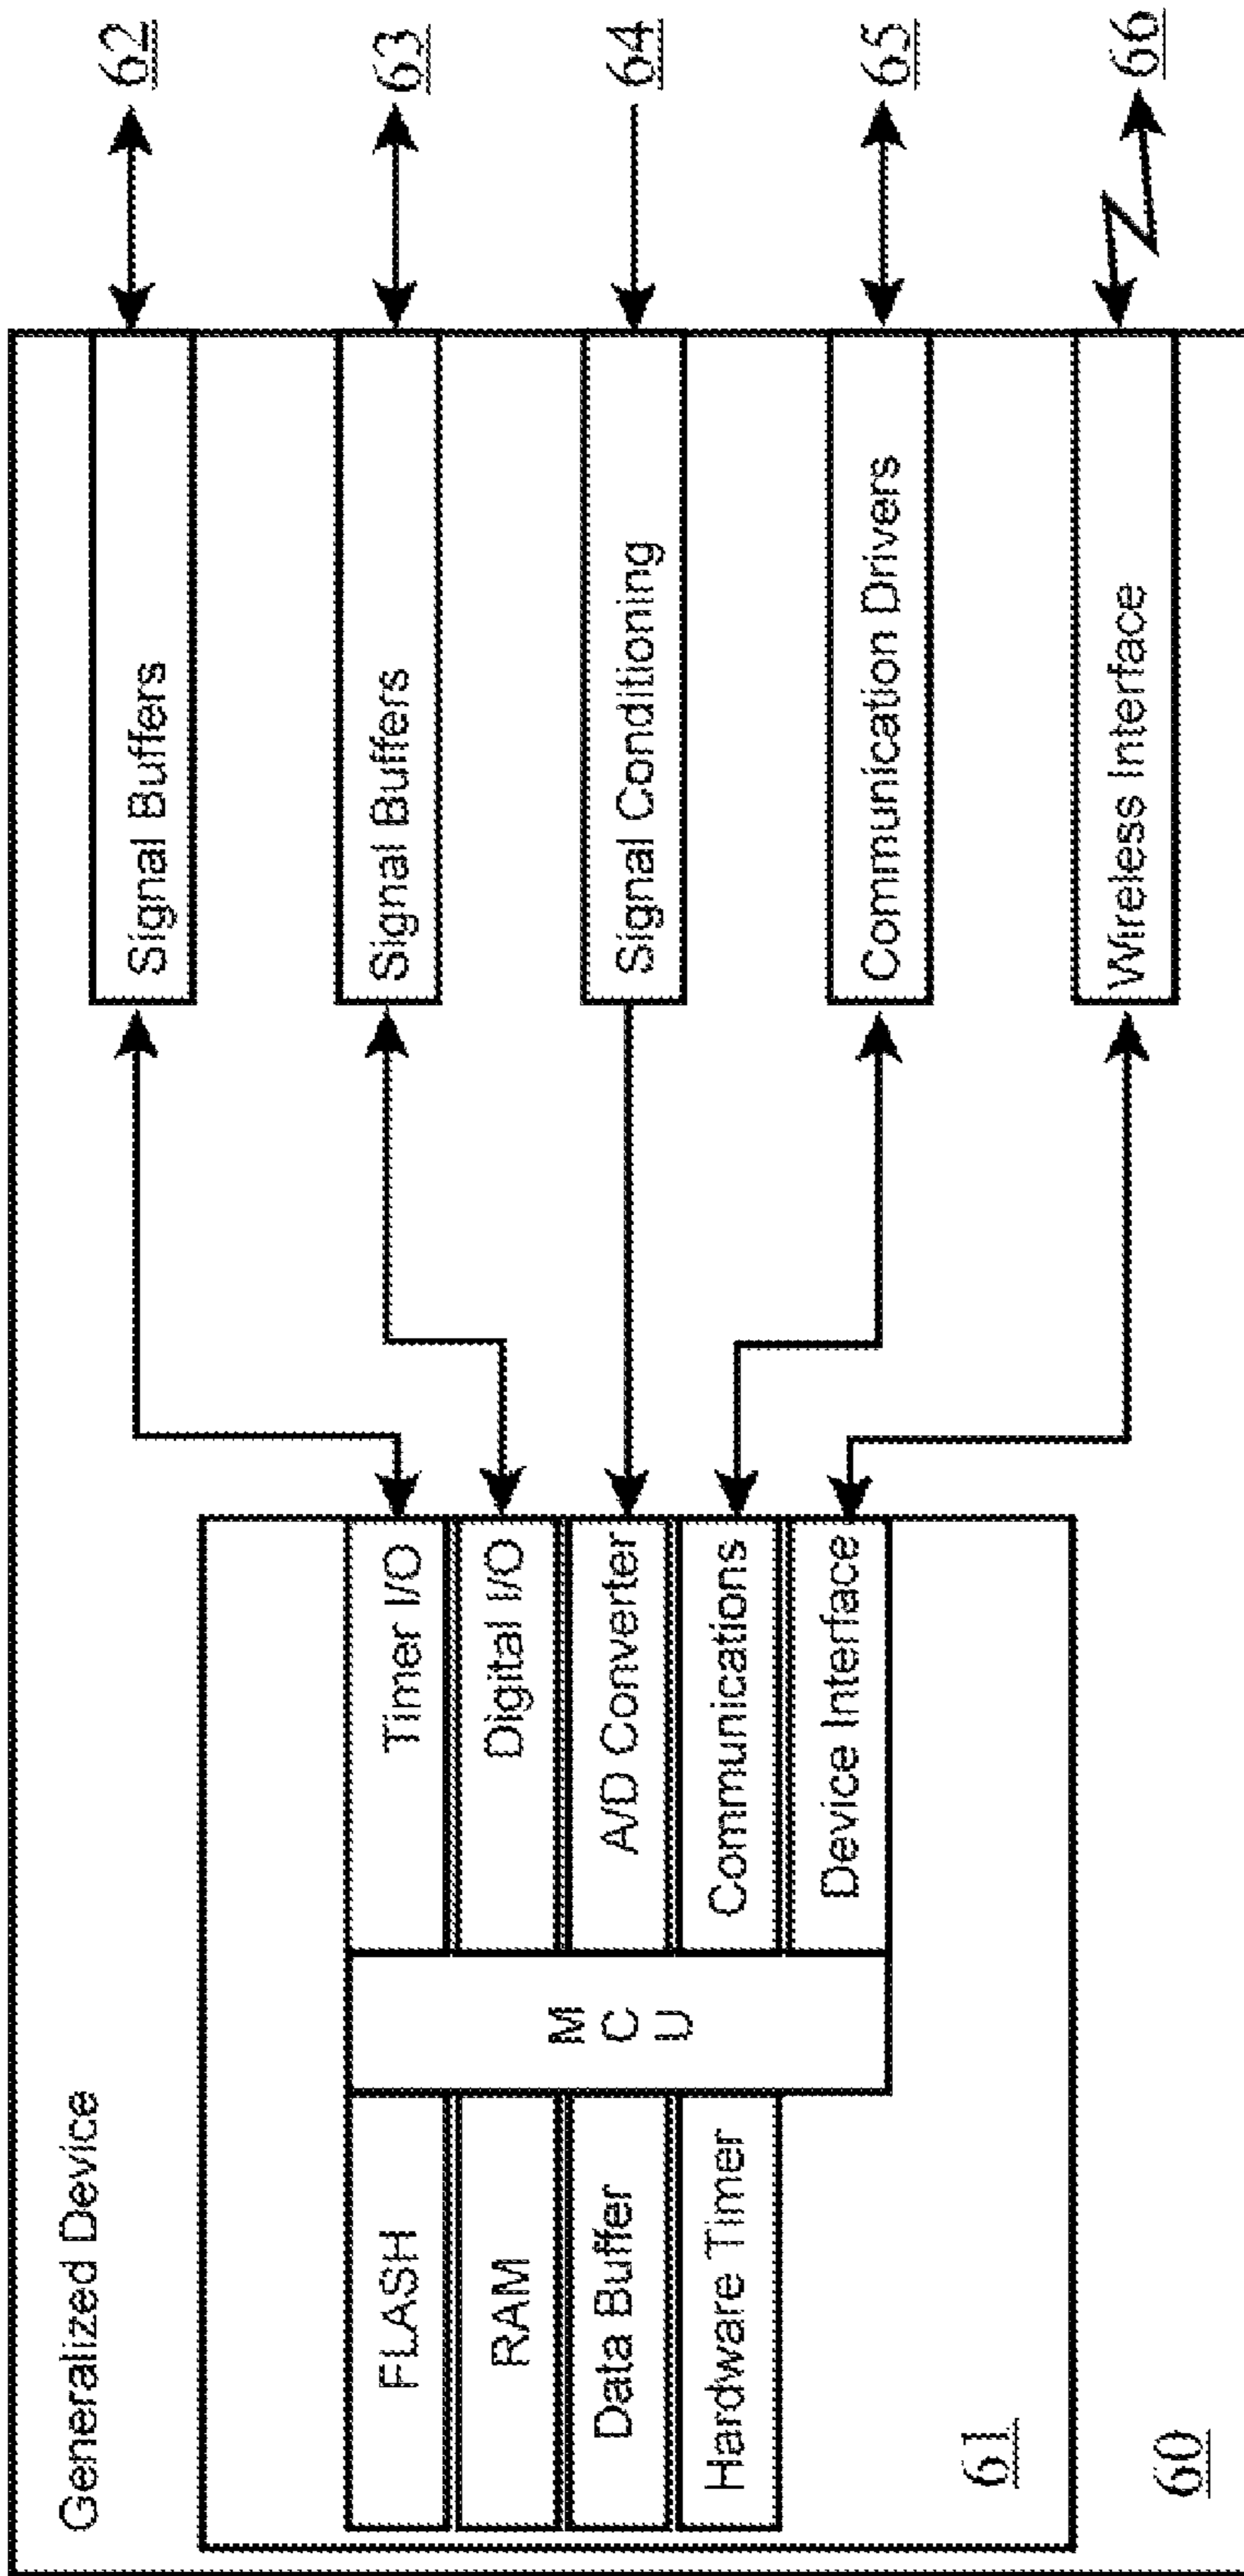 Generalized Device
FLASH
RAM
Data Buffer
Hardware Timer
M
C
U
Timer I/O
Digital I/O
A/D Converter
Communications
Device Interface
61
60
Signal Buffers
Signal Buffers
Signal Conditioning
Communication Drivers
Wireless Interface
62
63
64
65
66